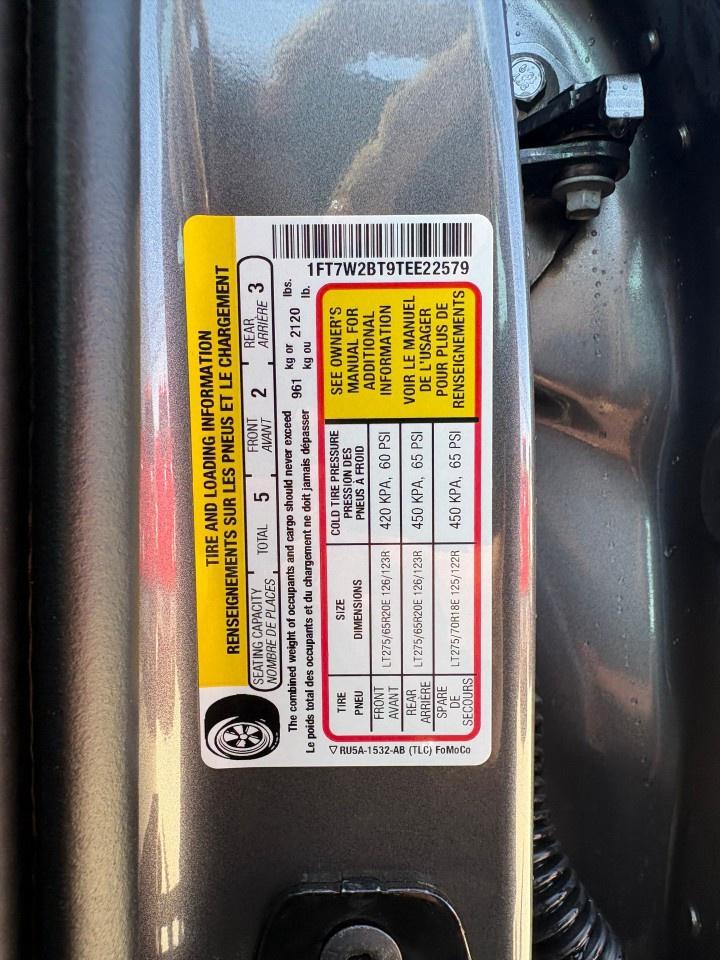 TIRE AND LOADING INFORMATION
RENSEIGNEMENTS SUR LES PNEUS ET LE CHARGEMENT
SEATING CAPACITY
NOMBRE DE PLACES
TOTAL 5
FRONT
AVANT
2
REAR
ARRIÈRE
3
The combined weight of occupants and cargo should never exceed 961 kg or 2120 lbs.
Le poids total des occupants et du chargement ne doit jamais dépasser kg ou lb.
TIRE
PNEU
SIZE
DIMENSIONS
COLD TIRE PRESSURE
PRESSION DES
PNEUS À FROID
FRONT
AVANT
LT275/65R20E 126/123R
420 KPA, 60 PSI
REAR
ARRIÈRE
LT275/65R20E 126/123R
450 KPA, 65 PSI
SPARE
DE
SECOURS
LT275/70R18E 125/122R
450 KPA, 65 PSI
SEE OWNER'S
MANUAL FOR
ADDITIONAL
INFORMATION
VOIR LE MANUEL
DE L'USAGER
POUR PLUS DE
RENSEIGNEMENTS
RU5A-1532-AB (TLC) FoMoCo
1FT7W2BT9TEE22579